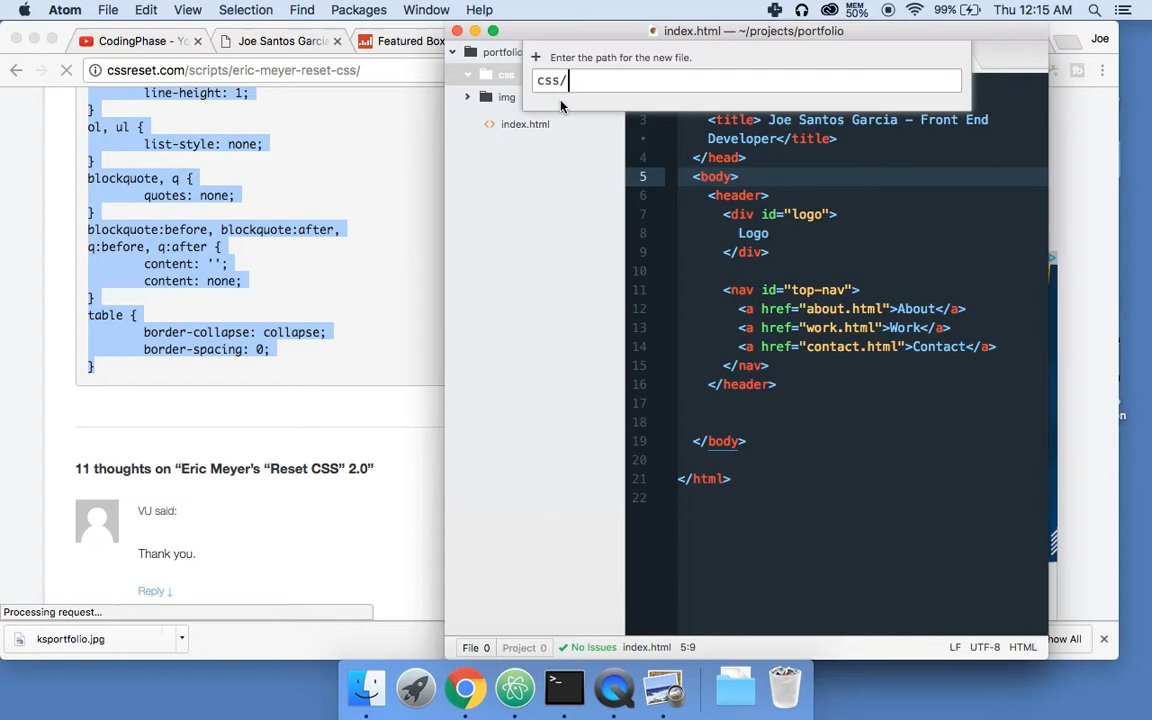 Atom File Edit View Selection Find Packages Window Help MEM 50% 99% Thu 12:15 AM
CodingPhase - Yo
Joe Santos Garcia
Featured Box
Joe
cssreset.com/scripts/eric-meyer-reset-css/
line-height: 1;
}
ol, ul {
list-style: none;
}
blockquote, q {
quotes: none;
}
blockquote:before, blockquote:after,
q:before, q:after {
content: '';
content: none;
}
table {
border-collapse: collapse;
border-spacing: 0;
}
11 thoughts on “Eric Meyer’s “Reset CSS” 2.0”
VU said:
Thank you.
Reply ↓
Processing request...
ksportfolio.jpg
Show All
index.html — ~/projects/portfolio
portfolio
css
img
index.html
Enter the path for the new file.
css/
3 <title> Joe Santos Garcia - Front End
• Developer</title>
4 </head>
5 <body>
6 <header>
7 <div id="logo">
8 Logo
9 </div>
10
11 <nav id="top-nav">
12 <a href="about.html">About</a>
13 <a href="work.html">Work</a>
14 <a href="contact.html">Contact</a>
15 </nav>
16 </header>
17
18
19 </body>
20
21 </html>
22
File 0 Project 0 No Issues index.html 5:9 LF UTF-8 HTML